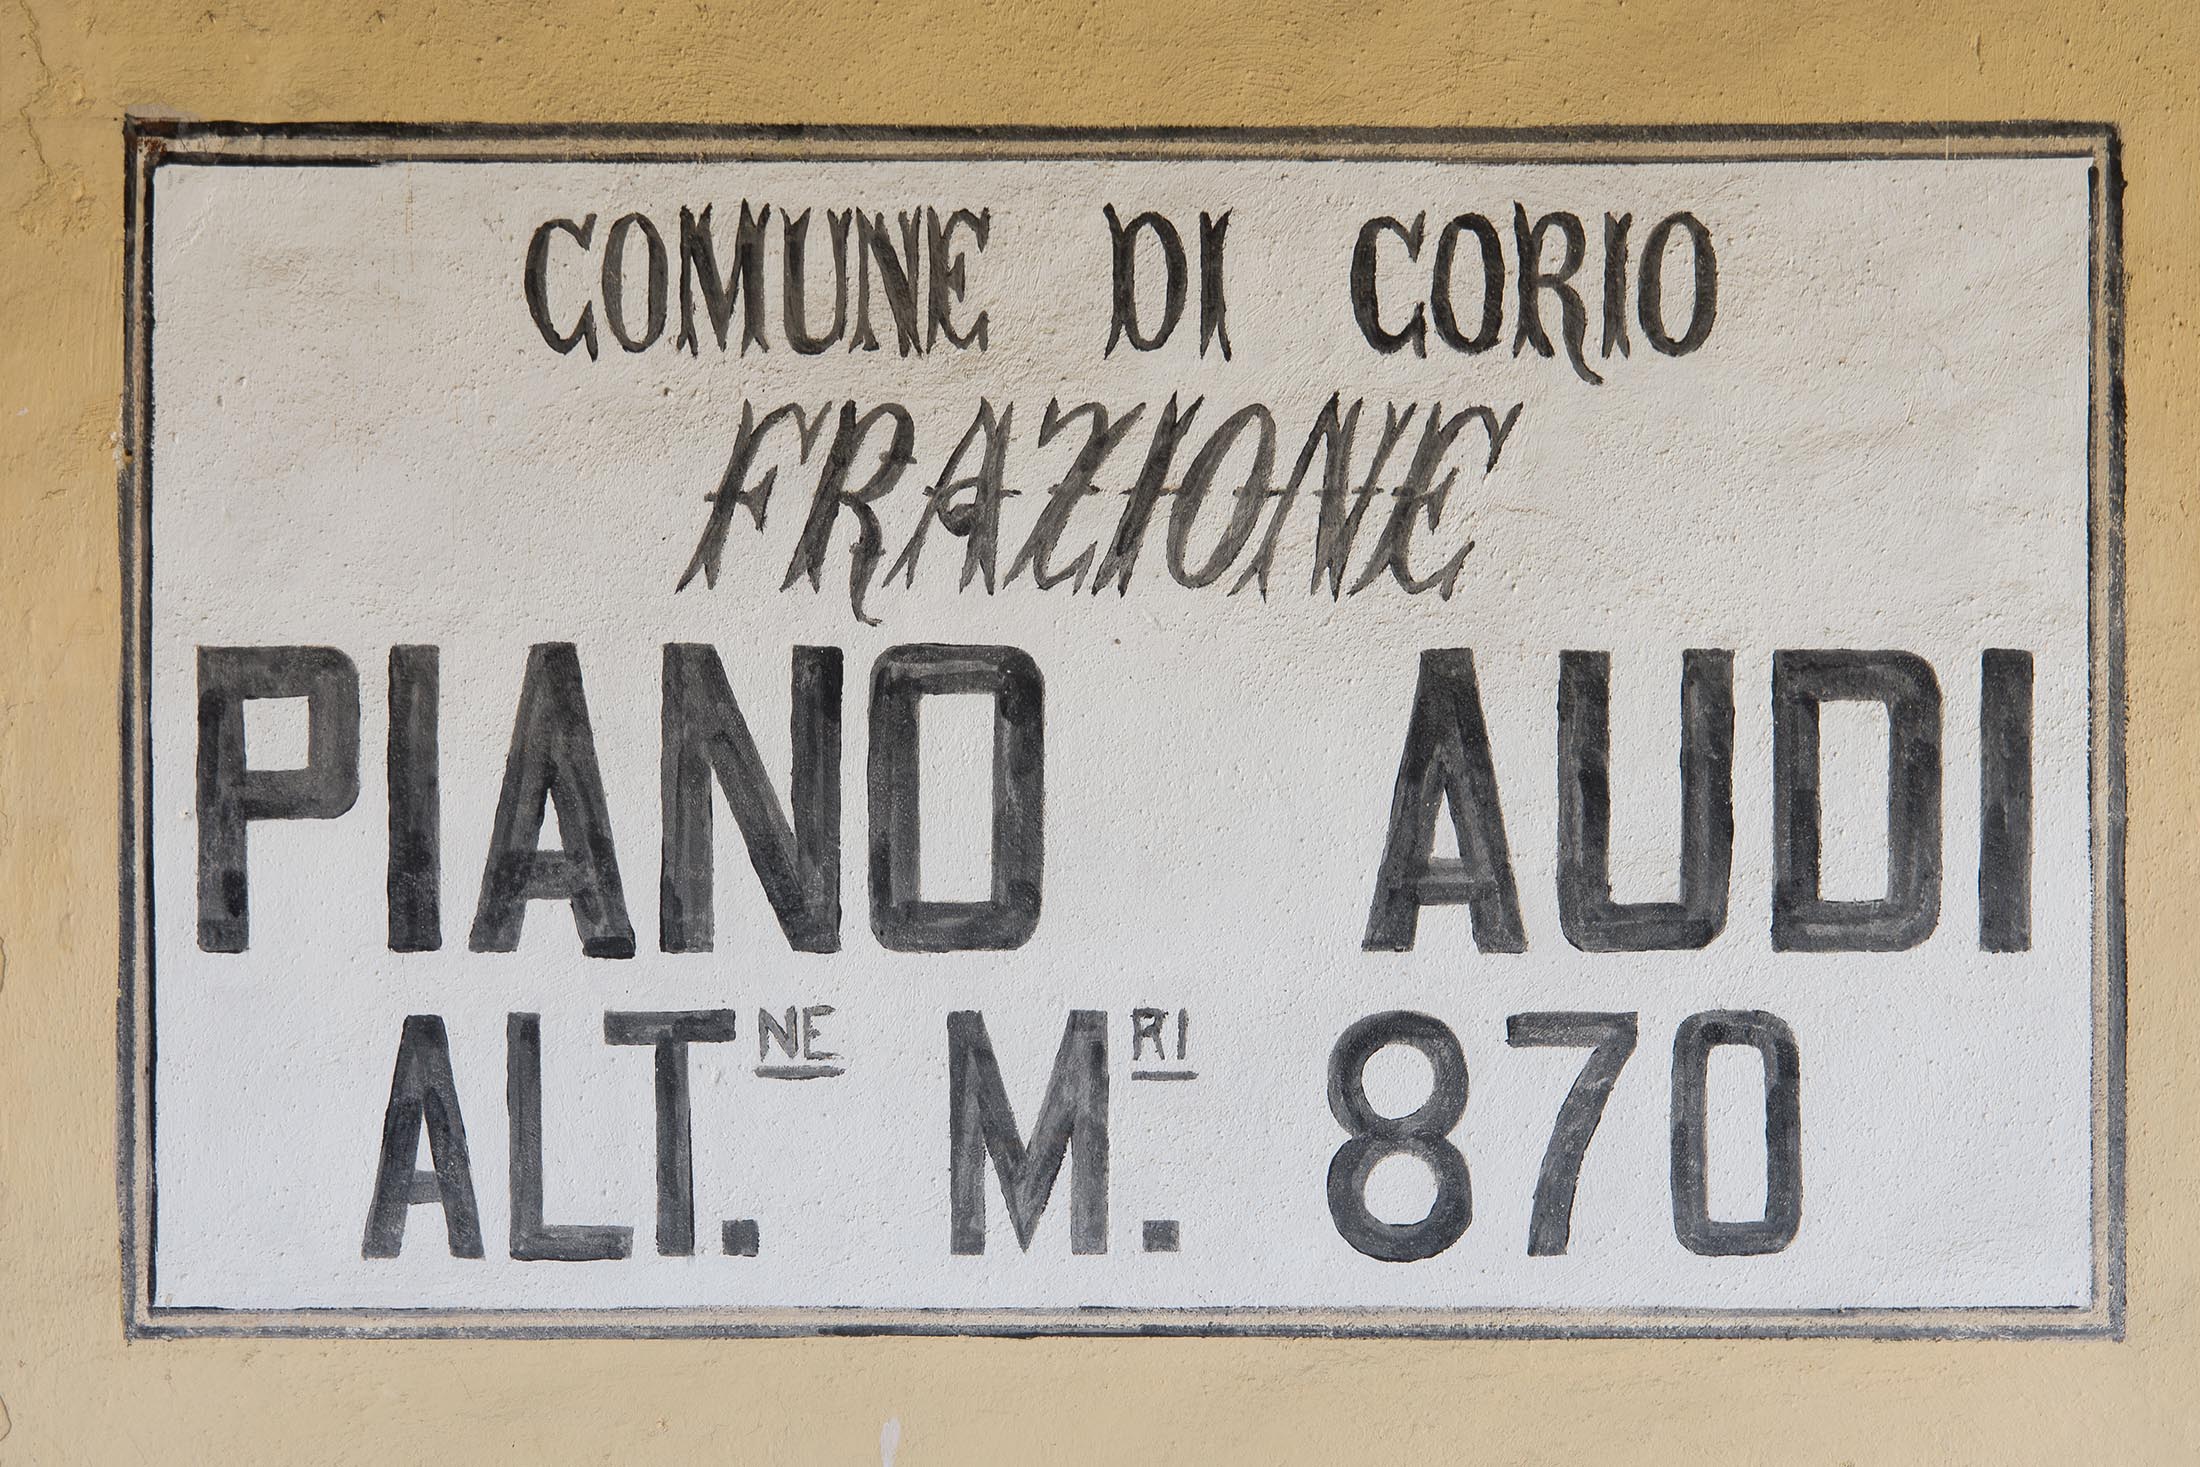 COMUNE DI CORIO
FRAZIONE
PIANO AUDI
ALT.NE M.RI 870